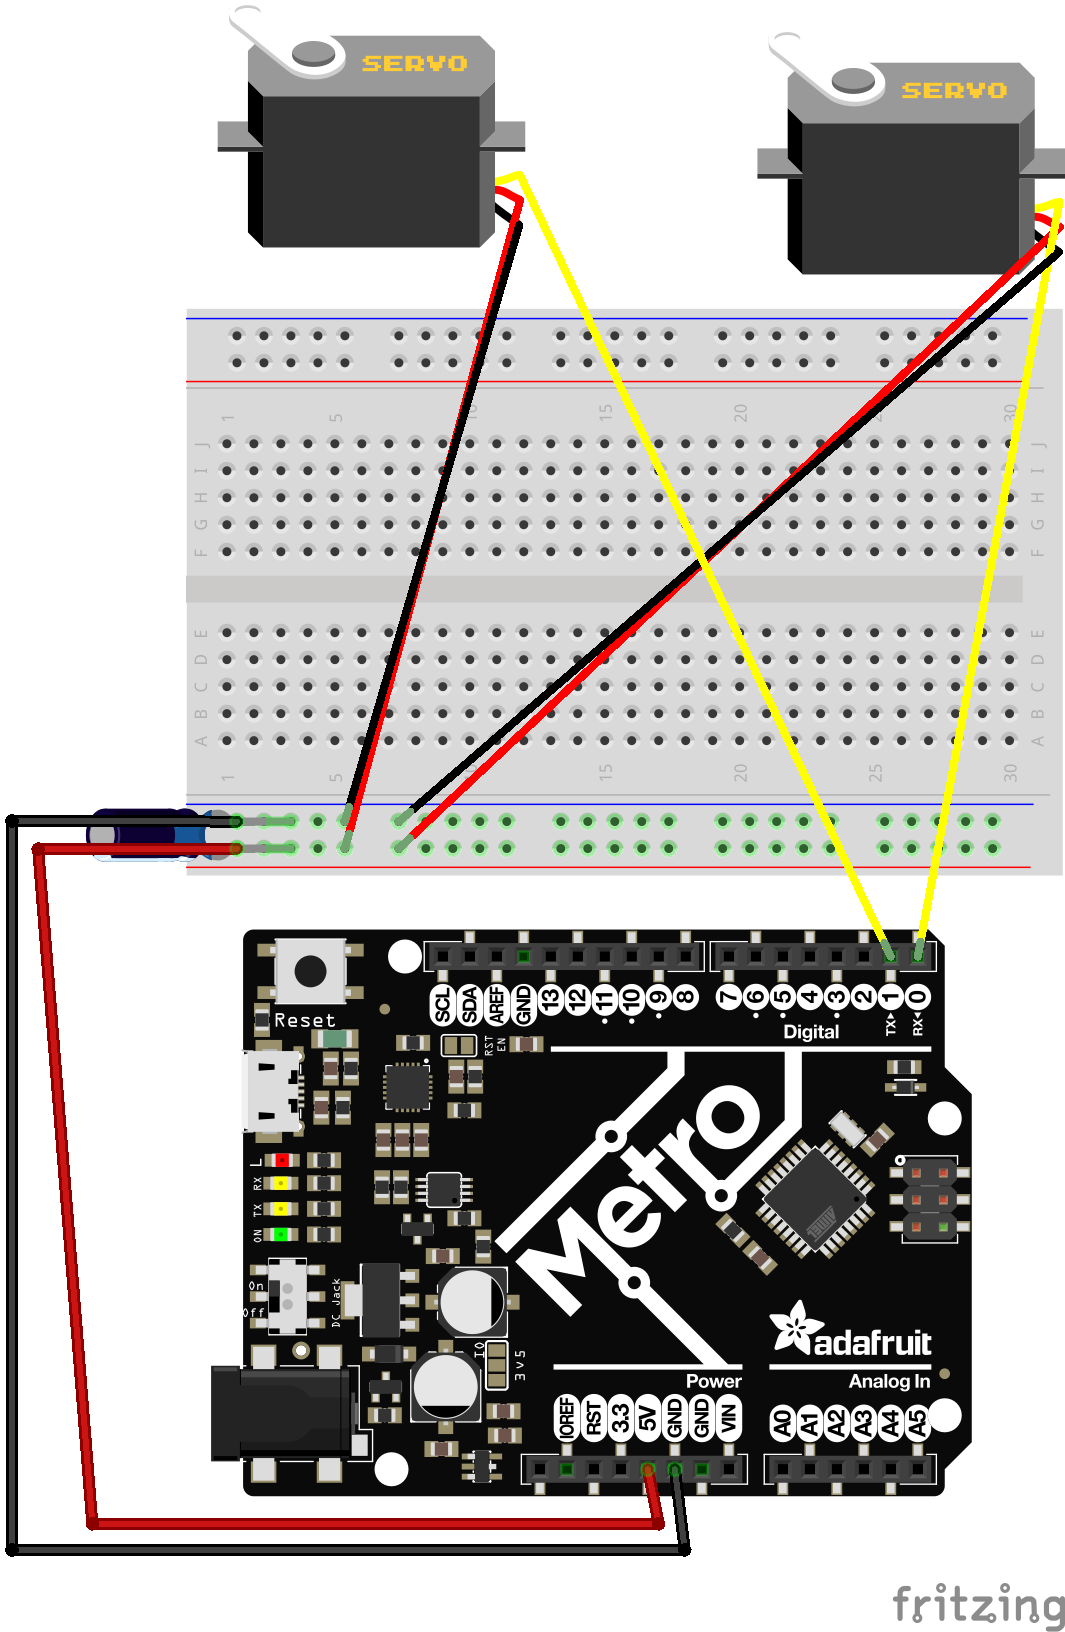 SERVO
SERVO
1 5 10 15 20 25 30
J J
I I
H H
G G
F F
E E
D D
C C
B B
A A
1 5 10 15 20 25 30
SCL SDA AREF GND 13 12 11 10 9 8 7 6 5 4 3 2 1 0
TX RX
Digital
Reset
RST
EN
L
RX
TX
ON
Metro
On
Off
DC Jack
IO
3V5
adafruit
Power
Analog In
IOREF RST 3.3 5V GND GND VIN A0 A1 A2 A3 A4 A5
ATMEL
fritzing